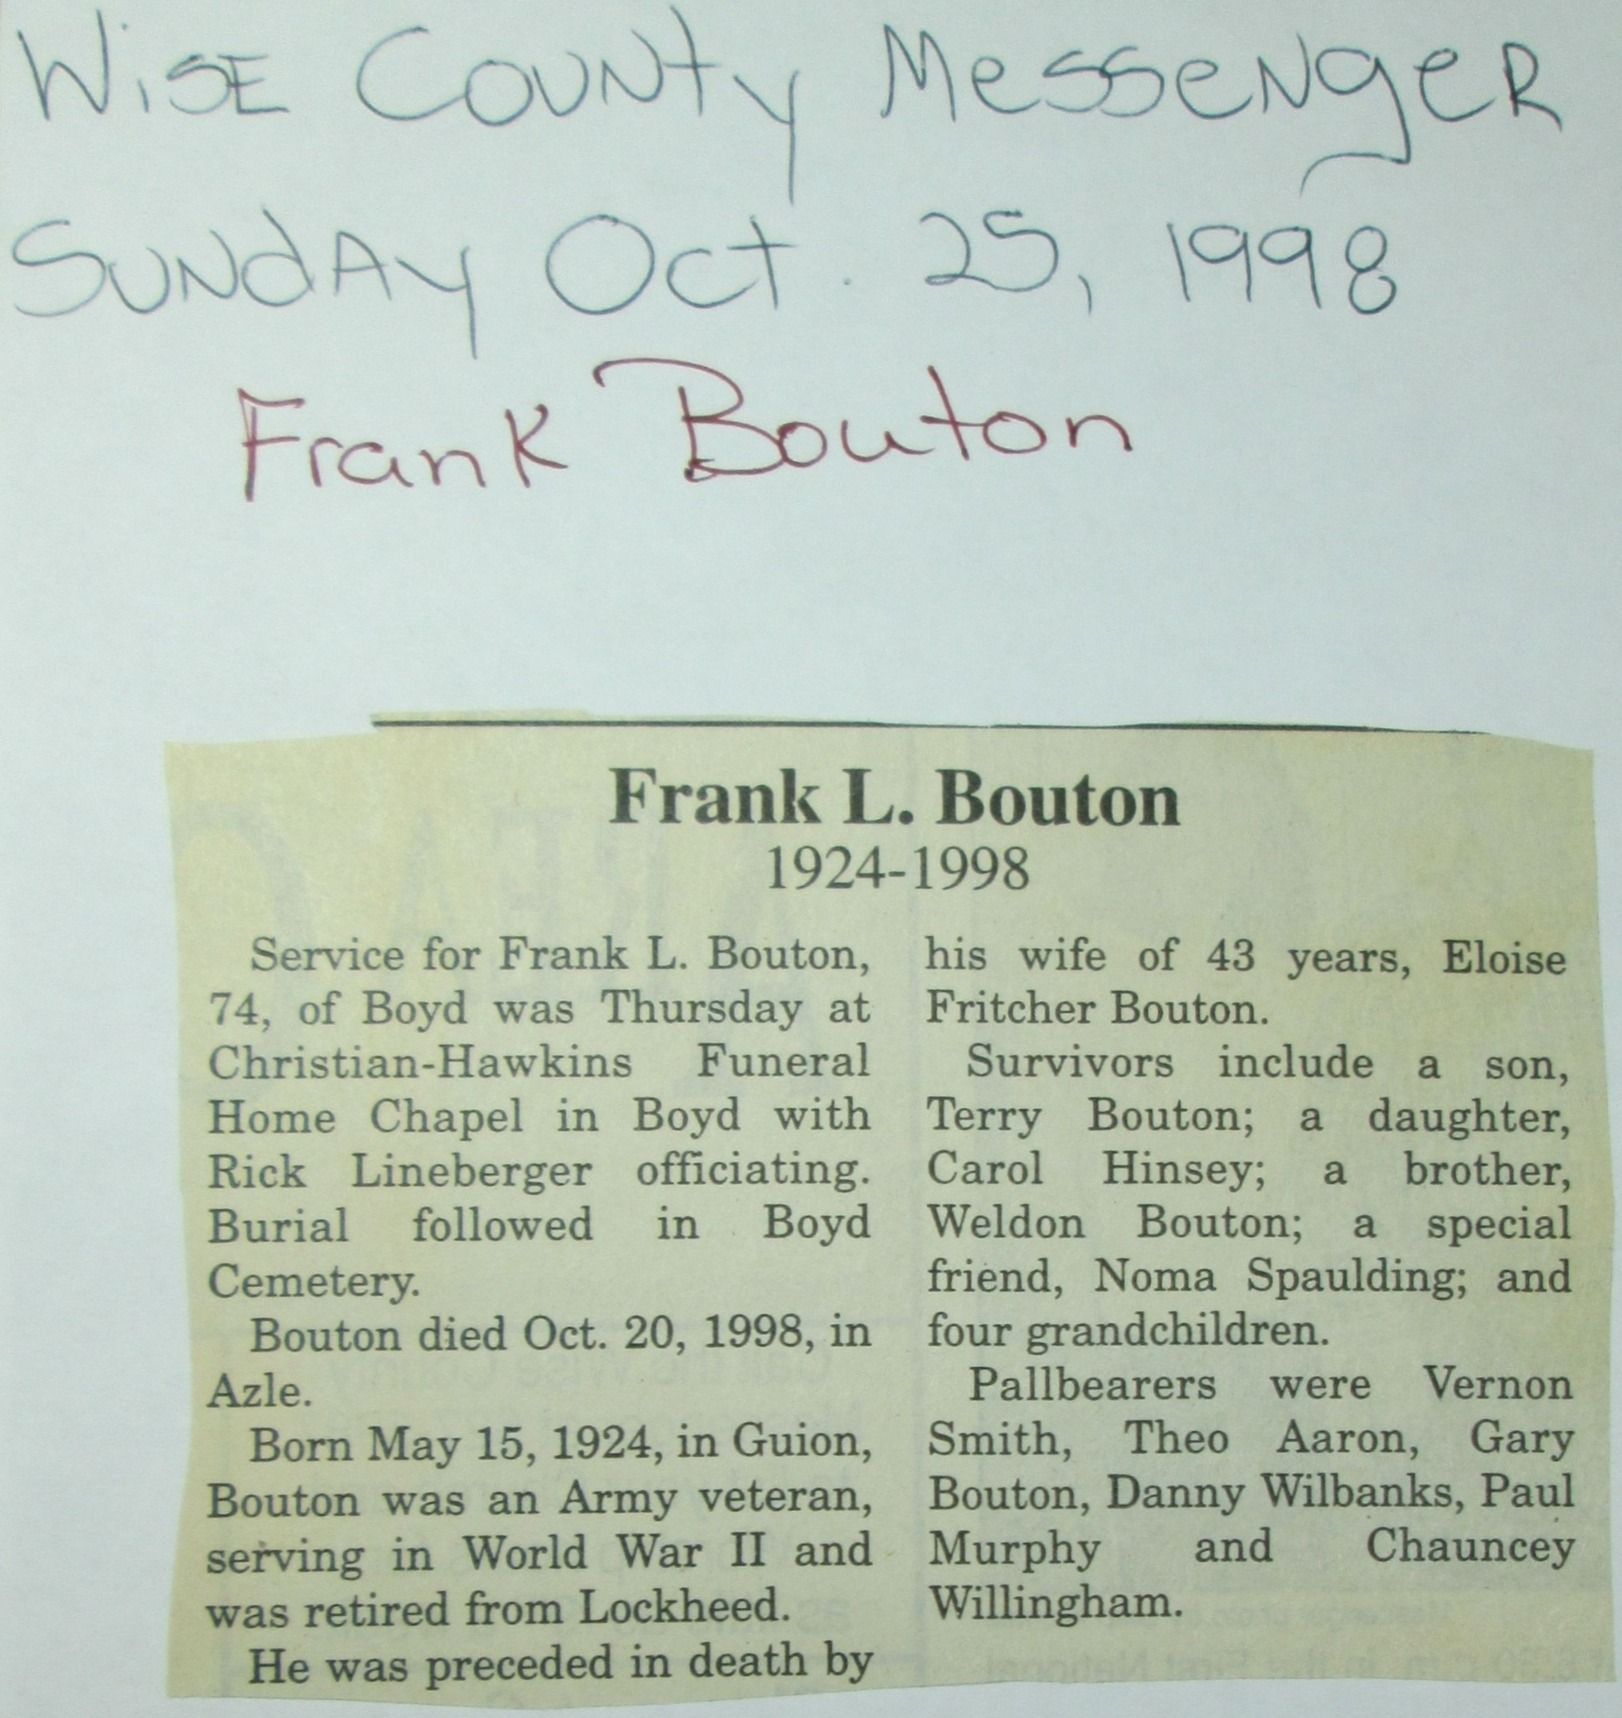 Wise County Messenger
Sunday Oct. 25, 1998
Frank Bouton
Frank L. Bouton
1924-1998
Service for Frank L. Bouton,
74, of Boyd was Thursday at
Christian-Hawkins Funeral
Home Chapel in Boyd with
Rick Lineberger officiating.
Burial followed in Boyd
Cemetery.
Bouton died Oct. 20, 1998, in
Azle.
Born May 15, 1924, in Guion,
Bouton was an Army veteran,
serving in World War II and
was retired from Lockheed.
He was preceded in death by
his wife of 43 years, Eloise
Fritcher Bouton.
Survivors include a son,
Terry Bouton; a daughter,
Carol Hinsey; a brother,
Weldon Bouton; a special
friend, Noma Spaulding; and
four grandchildren.
Pallbearers were Vernon
Smith, Theo Aaron, Gary
Bouton, Danny Wilbanks, Paul
Murphy and Chauncey
Willingham.